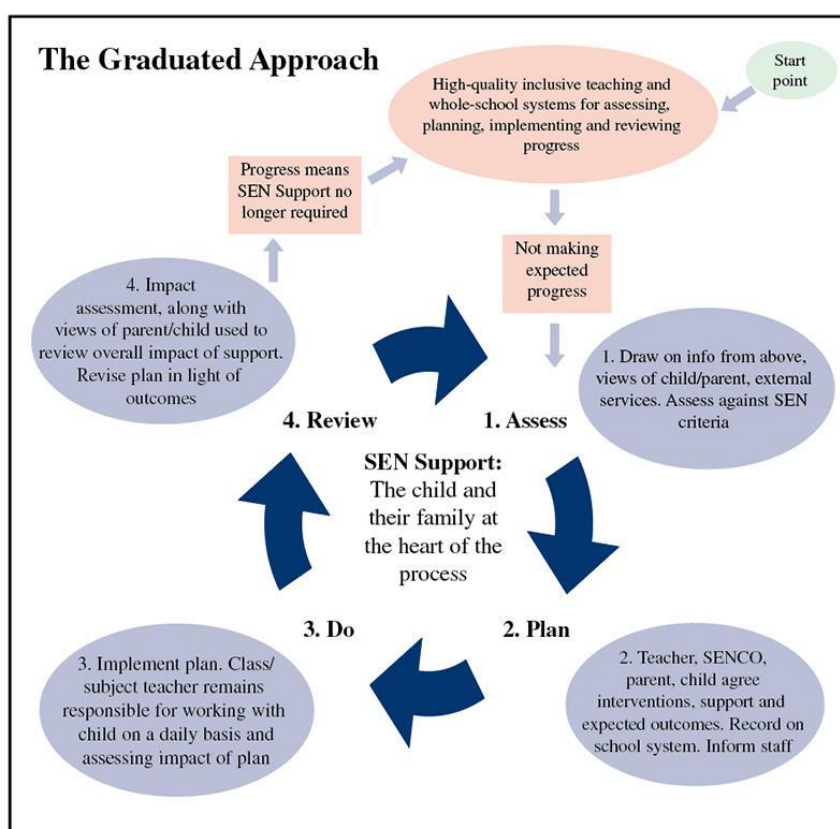 The Graduated Approach
Start
point
High-quality inclusive teaching and
whole-school systems for assessing,
planning, implementing and reviewing
progress
Progress means
SEN Support no
longer required
Not making
expected
progress
4. Impact
assessment, along with
views of parent/child used to
review overall impact of support.
Revise plan in light of
outcomes
1. Draw on info from above,
views of child/parent, external
services. Assess against SEN
criteria
4. Review
1. Assess
SEN Support:
The child and
their family at
the heart of the
process
3. Do
2. Plan
3. Implement plan. Class/
subject teacher remains
responsible for working with
child on a daily basis and
assessing impact of plan
2. Teacher, SENCO,
parent, child agree
interventions, support and
expected outcomes. Record on
school system. Inform staff